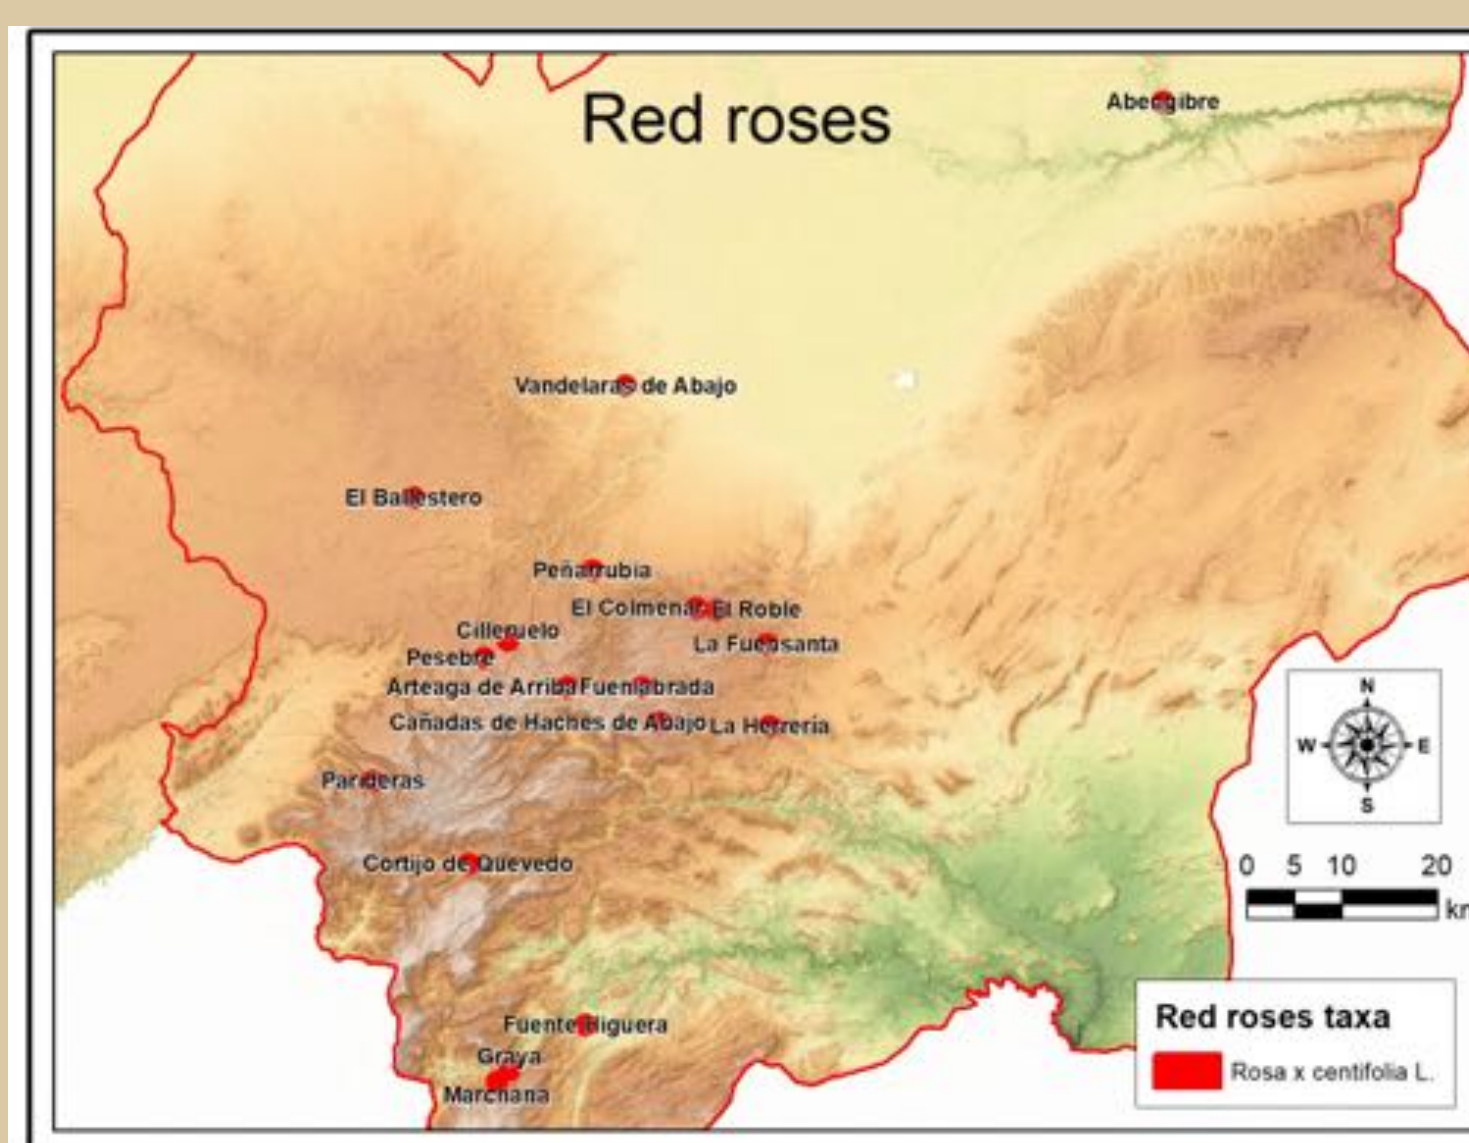 Red roses
Abengibre
Vandelaras de Abajo
El Ballestero
Peñarrubia
El Colmenar
El Roble
Cilleruelo
La Fuensanta
Pesebre
Arteaga de Arriba
Fuenlabrada
Cañadas de Haches de Abajo
La Herrería
Parideras
Cortijo de Quevedo
Fuente Higuera
Graya
Marchana
N
W
E
S
0 5 10 20
km
Red roses taxa
Rosa x centifolia L.